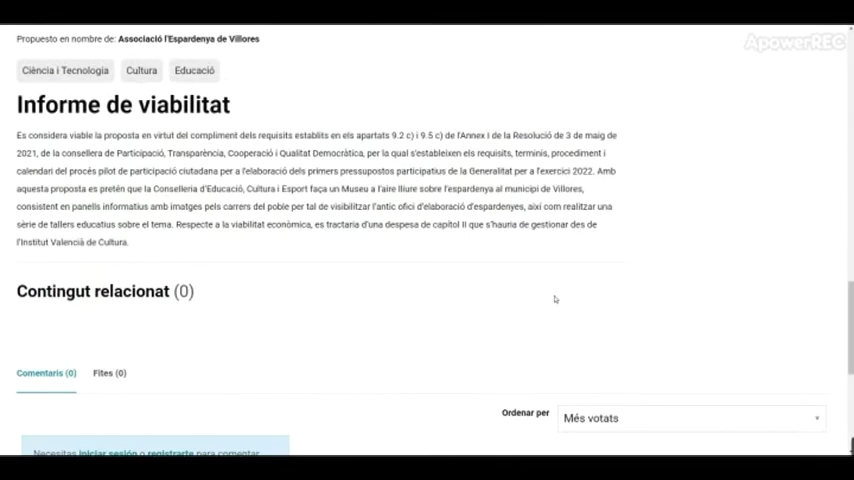 Propuesto en nombre de: Associació l'Espardenya de Villores
ApowerREC
Ciència i Tecnologia Cultura Educació
Informe de viabilitat
Es considera viable la proposta en virtut del compliment dels requisits establits en els apartats 9.2 c) i 9.5 c) de l'Annex I de la Resolució de 3 de maig de
2021, de la consellera de Participació, Transparència, Cooperació i Qualitat Democràtica, per la qual s'estableixen els requisits, terminis, procediment i
calendari del procés pilot de participació ciutadana per a l'elaboració dels primers pressupostos participatius de la Generalitat per a l'exercici 2022. Amb
aquesta proposta es pretén que la Conselleria d'Educació, Cultura i Esport faça un Museu a l'aire lliure sobre l'espardenya al municipi de Villores,
consistent en panells informatius amb imatges pels carrers del poble per tal de visibilitzar l'antic ofici d'elaboració d'espardenyes, així com realitzar una
sèrie de tallers educatius sobre el tema. Respecte a la viabilitat econòmica, es tractaria d'una despesa de capítol II que s'hauria de gestionar des de
l'Institut Valencià de Cultura.
Contingut relacionat (0)
Comentaris (0) Fites (0)
Ordenar per Més votats
Necesitas iniciar sesión o registrarte para comentar.